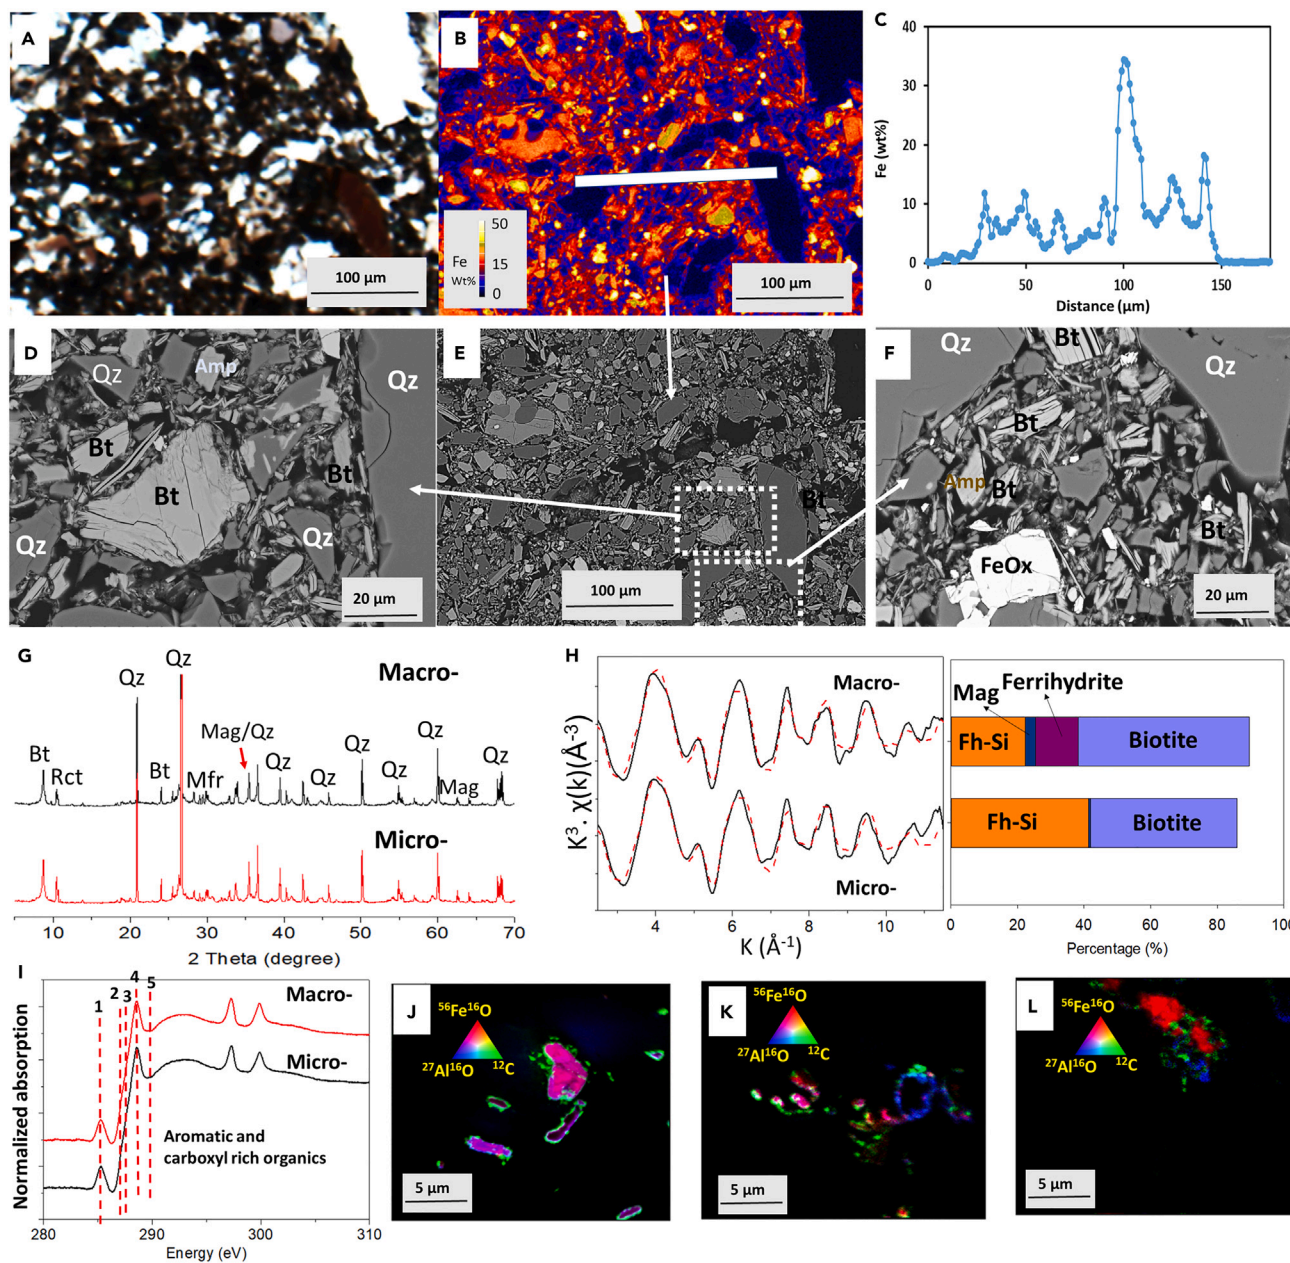 A
100 µm
B
50
Fe 15
Wt%
0
100 µm
C
Fe (wt%)
40
30
20
10
0
0 50 100 150
Distance (µm)
D
Qz
Amp
Qz
Bt
Bt
Bt
Qz
Qz
20 µm
E
Bt
100 µm
F
Qz
Bt
Qz
Bt
Amp
Bt
Bt
FeOx
20 µm
G
Qz
Qz
Macro-
Mag/Qz
Bt
Rct
Bt
Mfr
Qz
Qz
Qz
Qz
Qz
Mag
Qz
Micro-
10 20 30 40 50 60 70
2 Theta (degree)
H
K³. χ(k)(Å⁻³)
Macro-
Micro-
4 6 8 10
K (Å⁻¹)
Ferrihydrite
Mag
Fh-Si
Biotite
Fh-Si
Biotite
0 20 40 60 80 100
Percentage (%)
I
Normalized absorption
1 2 3 4 5
Macro-
Micro-
Aromatic and
carboxyl rich organics
280 290 300 310
Energy (eV)
J
⁵⁶Fe¹⁶O
²⁷Al¹⁶O ¹²C
5 µm
K
⁵⁶Fe¹⁶O
²⁷Al¹⁶O ¹²C
5 µm
L
⁵⁶Fe¹⁶O
²⁷Al¹⁶O ¹²C
5 µm